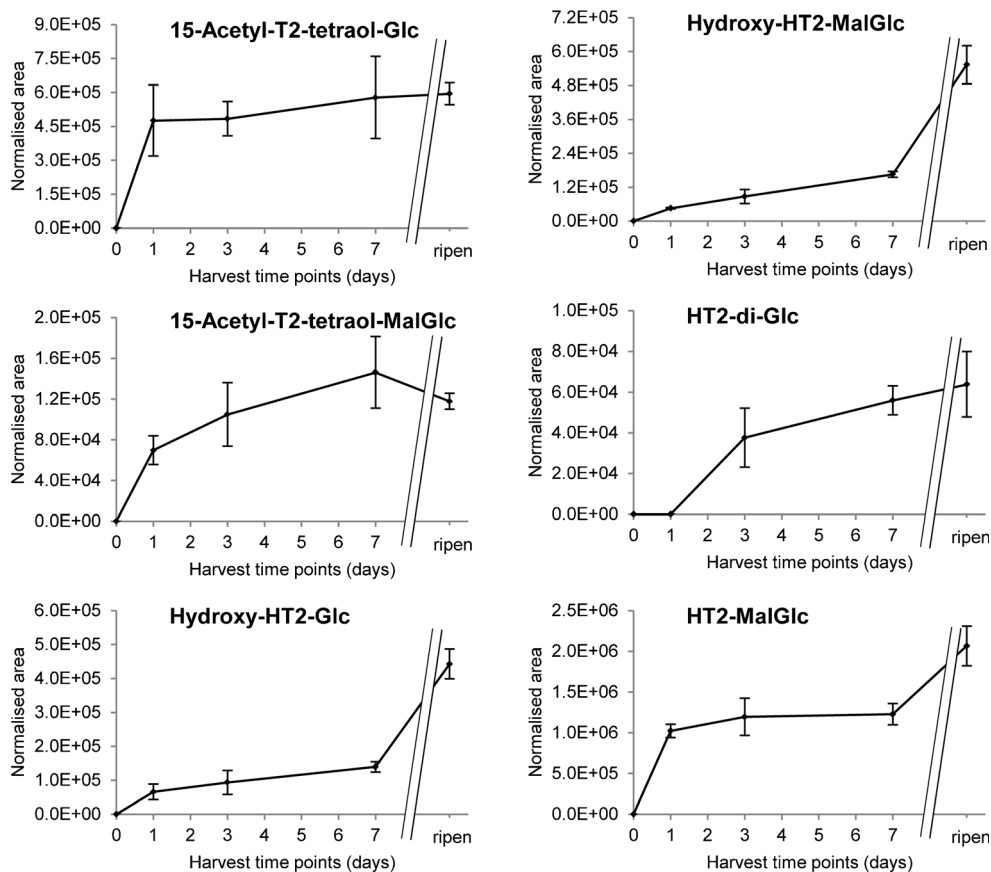 15-Acetyl-T2-tetraol-Glc
Normalised area
9.0E+05
7.5E+05
6.0E+05
4.5E+05
3.0E+05
1.5E+05
0.0E+00
0 1 2 3 4 5 6 7 ripen
Harvest time points (days)
Hydroxy-HT2-MalGlc
Normalised area
7.2E+05
6.0E+05
4.8E+05
3.6E+05
2.4E+05
1.2E+05
0.0E+00
0 1 2 3 4 5 6 7 ripen
Harvest time points (days)
15-Acetyl-T2-tetraol-MalGlc
Normalised area
2.0E+05
1.6E+05
1.2E+05
8.0E+04
4.0E+04
0.0E+00
0 1 2 3 4 5 6 7 ripen
Harvest time points (days)
HT2-di-Glc
Normalised area
1.0E+05
8.0E+04
6.0E+04
4.0E+04
2.0E+04
0.0E+00
0 1 2 3 4 5 6 7 ripen
Harvest time points (days)
Hydroxy-HT2-Glc
Normalised area
6.0E+05
5.0E+05
4.0E+05
3.0E+05
2.0E+05
1.0E+05
0.0E+00
0 1 2 3 4 5 6 7 ripen
Harvest time points (days)
HT2-MalGlc
Normalised area
2.5E+06
2.0E+06
1.5E+06
1.0E+06
5.0E+05
0.0E+00
0 1 2 3 4 5 6 7 ripen
Harvest time points (days)